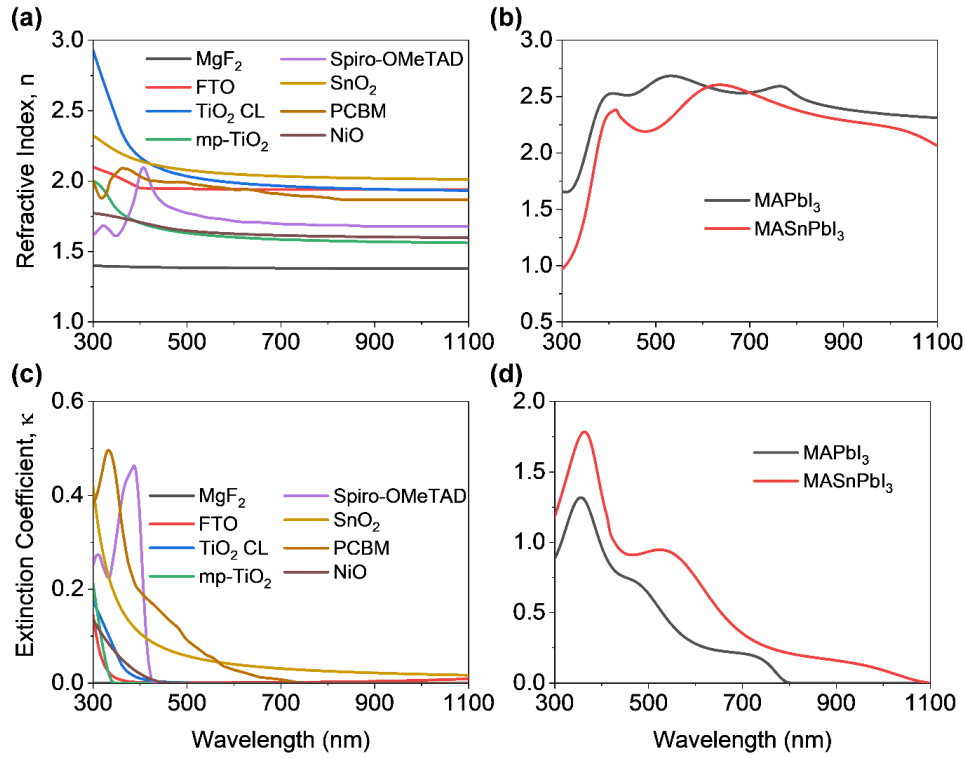 (a)
Refractive Index, n
3.0
2.5
2.0
1.5
1.0
MgF₂
FTO
TiO₂ CL
mp-TiO₂
Spiro-OMeTAD
SnO₂
PCBM
NiO
300 500 700 900 1100
(b)
3.0
2.5
2.0
1.5
1.0
0.5
MAPbI₃
MASnPbI₃
300 500 700 900 1100
(c)
Extinction Coefficient, κ
0.6
0.4
0.2
0.0
MgF₂
FTO
TiO₂ CL
mp-TiO₂
Spiro-OMeTAD
SnO₂
PCBM
NiO
300 500 700 900 1100
Wavelength (nm)
(d)
2.0
1.5
1.0
0.5
0.0
MAPbI₃
MASnPbI₃
300 500 700 900 1100
Wavelength (nm)